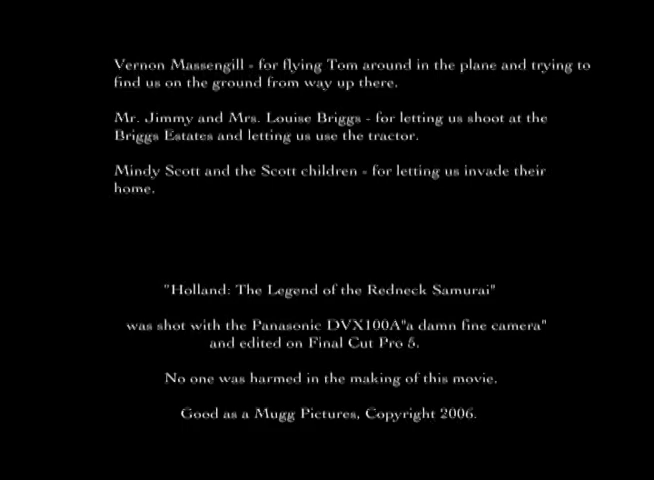 Vernon Massengill - for flying Tom around in the plane and trying to
find us on the ground from way up there.
Mr. Jimmy and Mrs. Louise Briggs - for letting us shoot at the
Briggs Estates and letting us use the tractor.
Mindy Scott and the Scott children - for letting us invade their
home.
"Holland: The Legend of the Redneck Samurai"
was shot with the Panasonic DVX100A"a damn fine camera"
and edited on Final Cut Pro 5.
No one was harmed in the making of this movie.
Good as a Mugg Pictures, Copyright 2006.